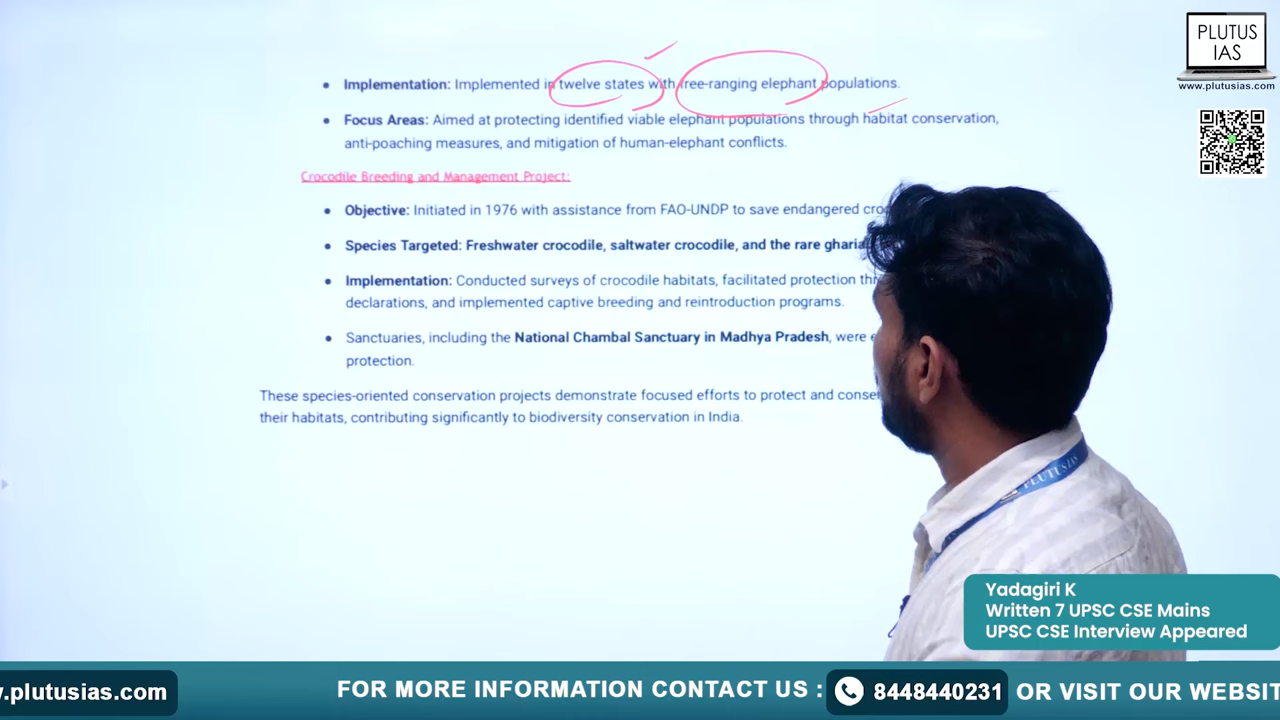 PLUTUS
IAS
www.plutusias.com
Implementation: Implemented in twelve states with free-ranging elephant populations.
Focus Areas: Aimed at protecting identified viable elephant populations through habitat conservation,
anti-poaching measures, and mitigation of human-elephant conflicts.
Crocodile Breeding and Management Project:
Objective: Initiated in 1976 with assistance from FAO-UNDP to save endangered
Species Targeted: Freshwater crocodile, saltwater crocodile, and the rare
Implementation: Conducted surveys of crocodile habitats, facilitated protection
declarations, and implemented captive breeding and reintroduction programs.
Sanctuaries, including the National Chambal Sanctuary in Madhya Pradesh, were
protection.
These species-oriented conservation projects demonstrate focused efforts to protect and
their habitats, contributing significantly to biodiversity conservation in India.
PLUTUS IAS
Yadagiri K
Written 7 UPSC CSE Mains
UPSC CSE Interview Appeared
.plutusias.com FOR MORE INFORMATION CONTACT US : 8448440231 OR VISIT OUR WEBSIT